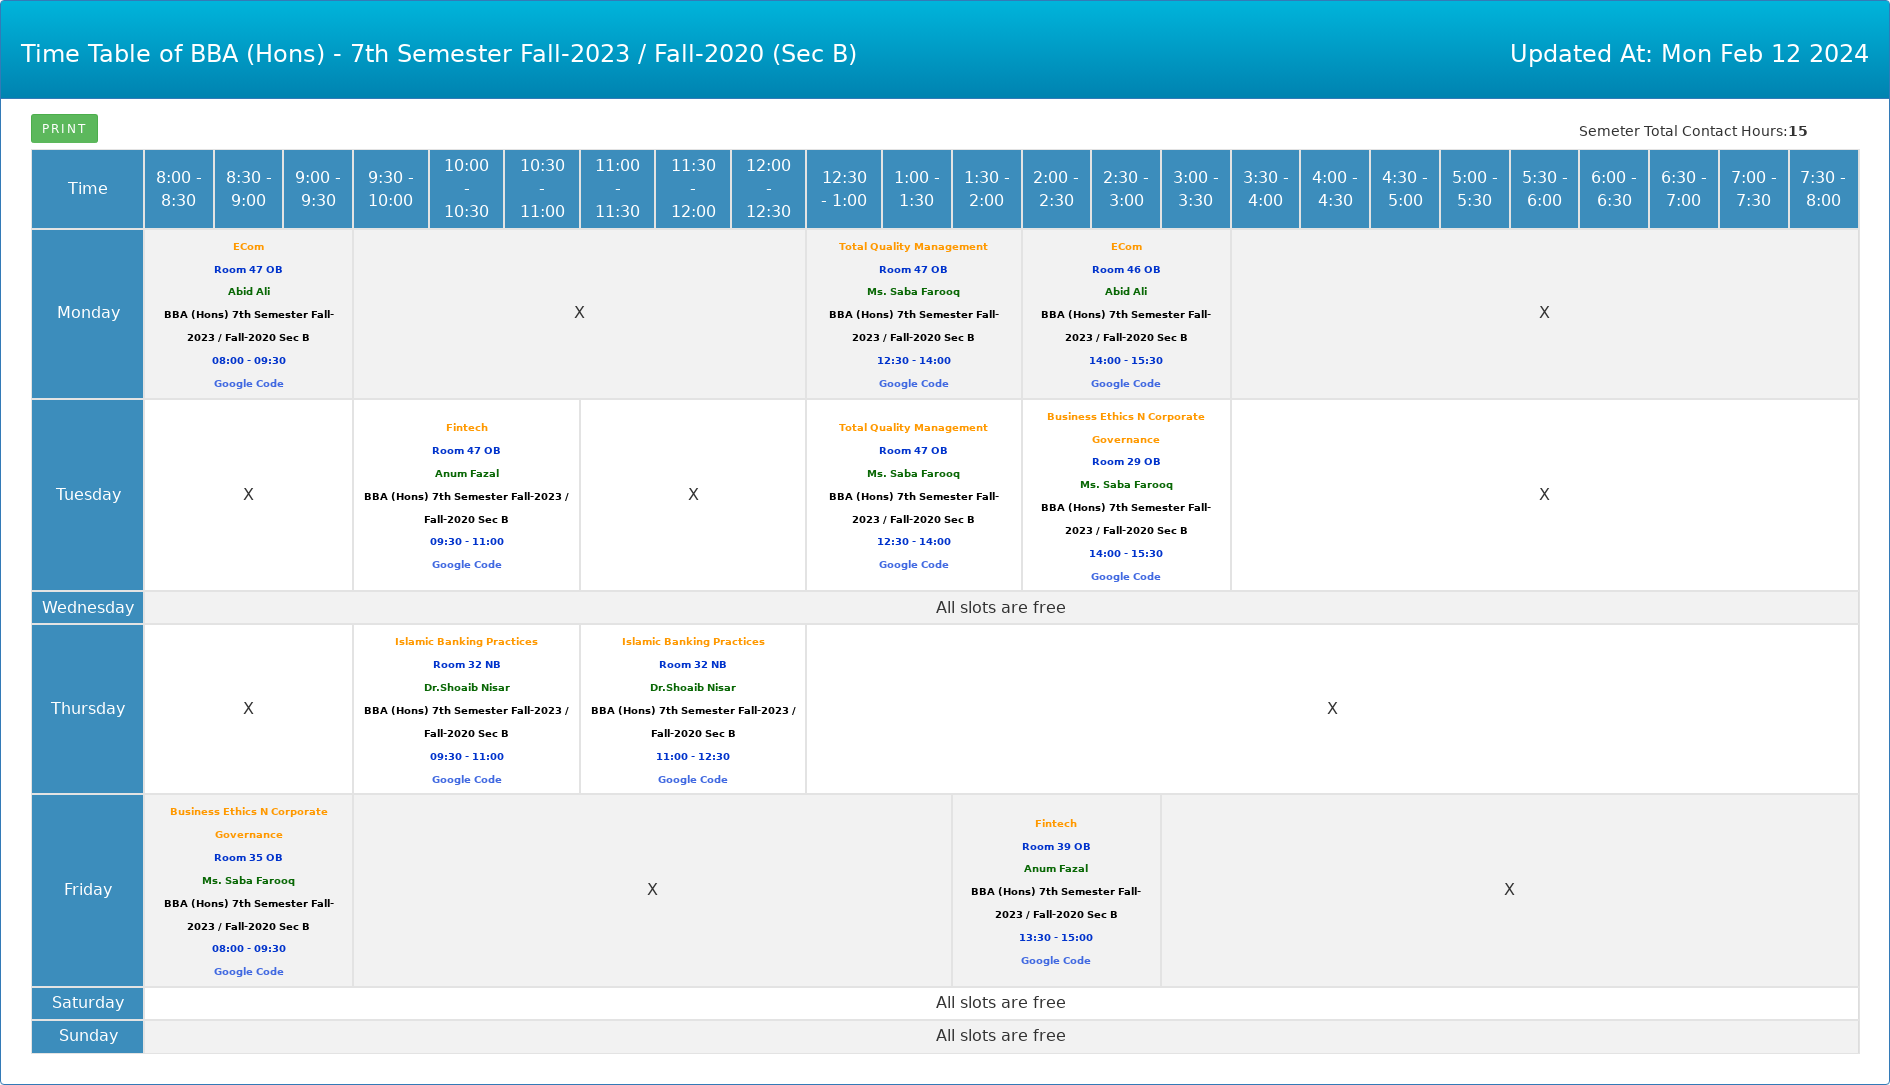 Time Table of BBA (Hons) - 7th Semester Fall-2023 / Fall-2020 (Sec B)
Updated At: Mon Feb 12 2024
PRINT
Semeter Total Contact Hours:15
Time
8:00 - 8:30
8:30 - 9:00
9:00 - 9:30
9:30 - 10:00
10:00 - 10:30
10:30 - 11:00
11:00 - 11:30
11:30 - 12:00
12:00 - 12:30
12:30 - 1:00
1:00 - 1:30
1:30 - 2:00
2:00 - 2:30
2:30 - 3:00
3:00 - 3:30
3:30 - 4:00
4:00 - 4:30
4:30 - 5:00
5:00 - 5:30
5:30 - 6:00
6:00 - 6:30
6:30 - 7:00
7:00 - 7:30
7:30 - 8:00
Monday
ECom
Room 47 OB
Abid Ali
BBA (Hons) 7th Semester Fall-
2023 / Fall-2020 Sec B
08:00 - 09:30
Google Code
X
Total Quality Management
Room 47 OB
Ms. Saba Farooq
BBA (Hons) 7th Semester Fall-
2023 / Fall-2020 Sec B
12:30 - 14:00
Google Code
ECom
Room 46 OB
Abid Ali
BBA (Hons) 7th Semester Fall-
2023 / Fall-2020 Sec B
14:00 - 15:30
Google Code
X
Tuesday
X
Fintech
Room 47 OB
Anum Fazal
BBA (Hons) 7th Semester Fall-2023 /
Fall-2020 Sec B
09:30 - 11:00
Google Code
X
Total Quality Management
Room 47 OB
Ms. Saba Farooq
BBA (Hons) 7th Semester Fall-
2023 / Fall-2020 Sec B
12:30 - 14:00
Google Code
Business Ethics N Corporate
Governance
Room 29 OB
Ms. Saba Farooq
BBA (Hons) 7th Semester Fall-
2023 / Fall-2020 Sec B
14:00 - 15:30
Google Code
X
Wednesday
All slots are free
Thursday
X
Islamic Banking Practices
Room 32 NB
Dr.Shoaib Nisar
BBA (Hons) 7th Semester Fall-2023 /
Fall-2020 Sec B
09:30 - 11:00
Google Code
Islamic Banking Practices
Room 32 NB
Dr.Shoaib Nisar
BBA (Hons) 7th Semester Fall-2023 /
Fall-2020 Sec B
11:00 - 12:30
Google Code
X
Friday
Business Ethics N Corporate
Governance
Room 35 OB
Ms. Saba Farooq
BBA (Hons) 7th Semester Fall-
2023 / Fall-2020 Sec B
08:00 - 09:30
Google Code
X
Fintech
Room 39 OB
Anum Fazal
BBA (Hons) 7th Semester Fall-
2023 / Fall-2020 Sec B
13:30 - 15:00
Google Code
X
Saturday
All slots are free
Sunday
All slots are free